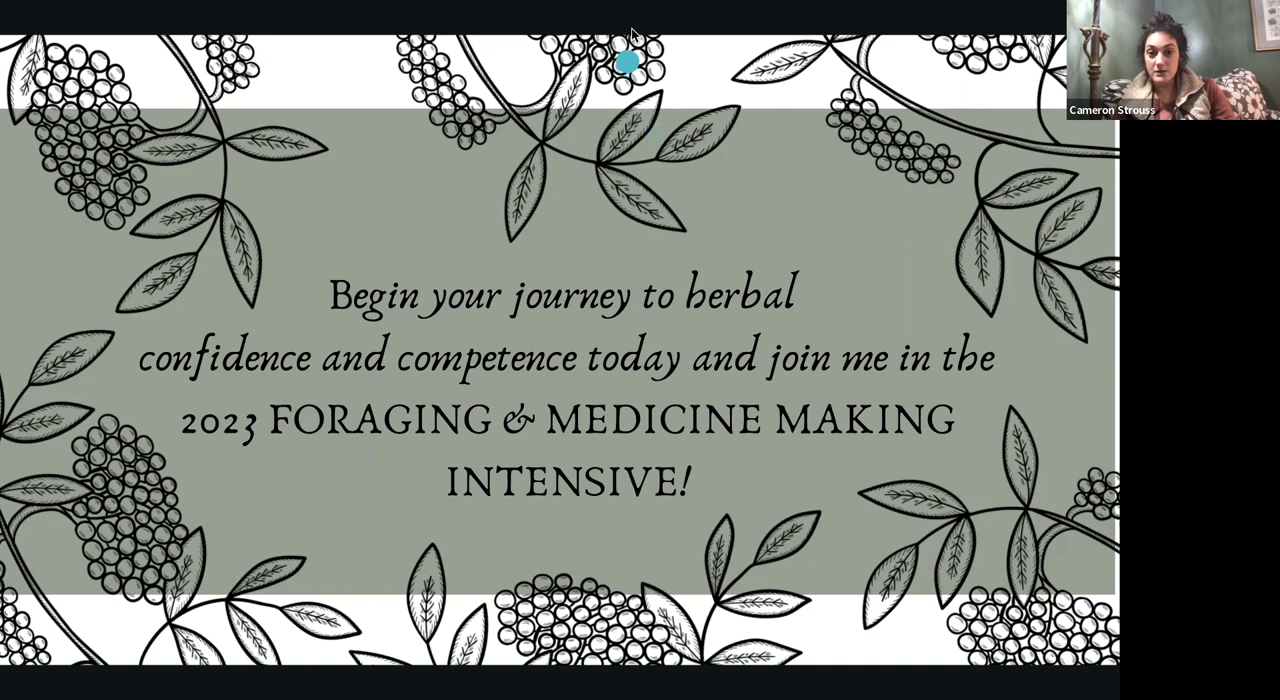 Begin your journey to herbal
confidence and competence today and join me in the
2023 FORAGING & MEDICINE MAKING
INTENSIVE!
Cameron Strouss